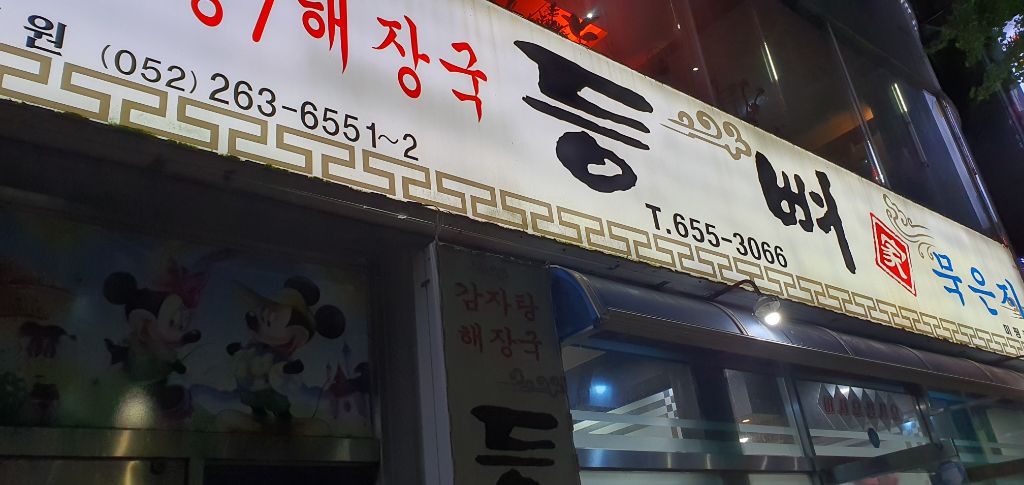 /해장국
원 (052) 263-6551~2
등뼈家
T.655-3066
묵은지
감자탕
해장국
등